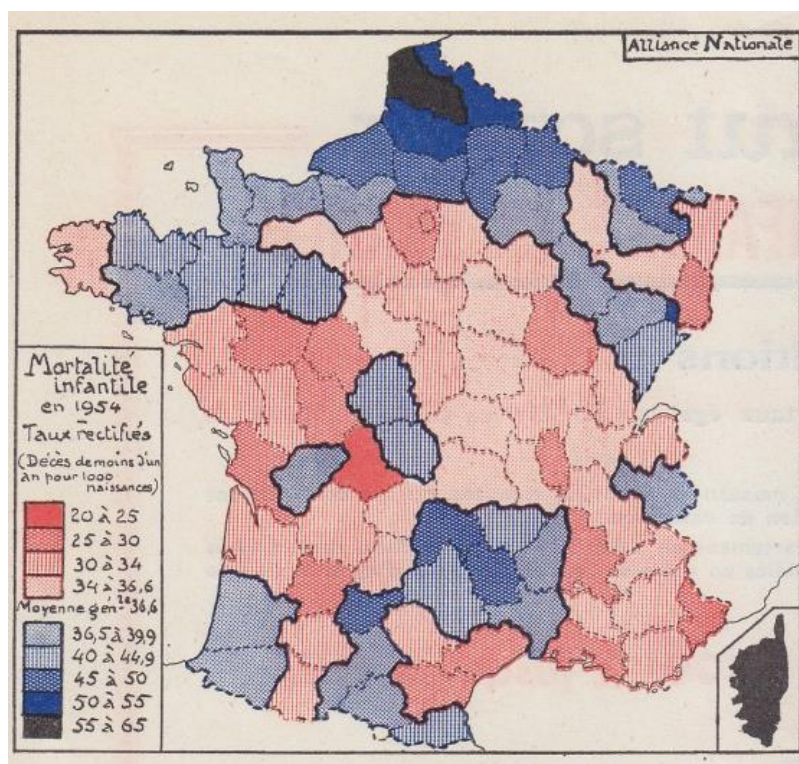 Alliance Nationale
Mortalité
infantile
en 1954
Taux rectifiés
(Décès de moins d'un
an pour 1000
naissances)
20 à 25
25 à 30
30 à 34
34 à 36,6
Moyenne génle 36,6
36,5 à 39,9
40 à 44,9
45 à 50
50 à 55
55 à 65